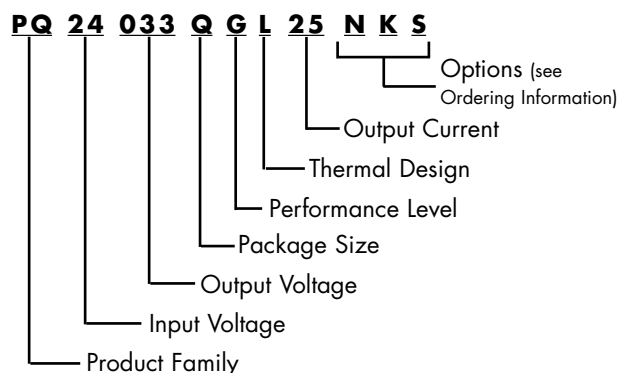 PQ 24 033 Q G L 25 N K S
Options (see
Ordering Information)
Output Current
Thermal Design
Performance Level
Package Size
Output Voltage
Input Voltage
Product Family